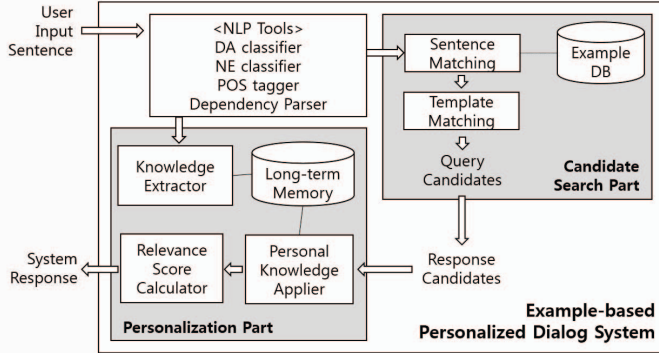 User
Input
Sentence
<NLP Tools>
DA classifier
NE classifier
POS tagger
Dependency Parser
Sentence
Matching
Example
DB
Template
Matching
Query
Candidates
Candidate
Search Part
Knowledge
Extractor
Long-term
Memory
System
Response
Relevance
Score
Calculator
Personal
Knowledge
Applier
Response
Candidates
Personalization Part
Example-based
Personalized Dialog System